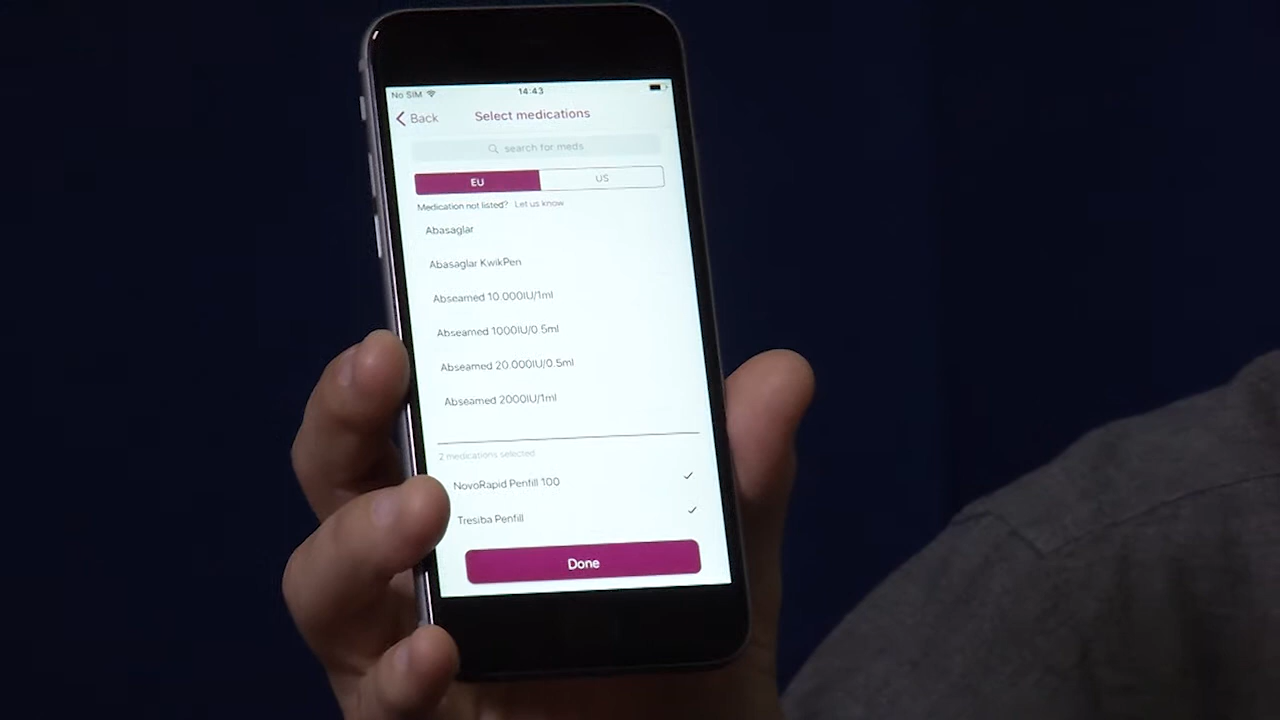 No SIM 14:43
Back Select medications
search for meds
EU US
Medication not listed? Let us know
Abasaglar
Abasaglar KwikPen
Abseamed 10.000IU/1ml
Abseamed 1000IU/0.5ml
Abseamed 20.000IU/0.5ml
Abseamed 2000IU/1ml
2 medications selected
NovoRapid Penfill 100
Tresiba Penfill
Done